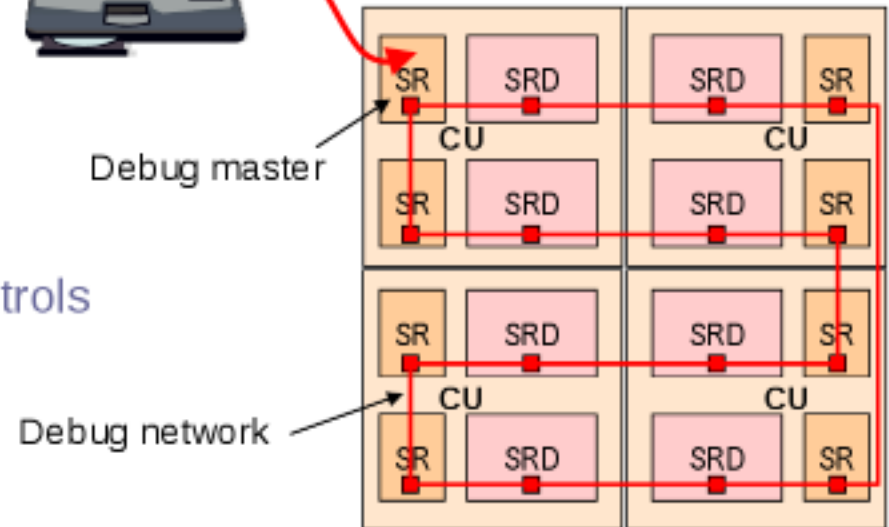 SR SRD SRD SR
CU CU
Debug master
SR SRD SRD SR
trols
SR SRD SRD SR
CU CU
Debug network
SR SRD SRD SR